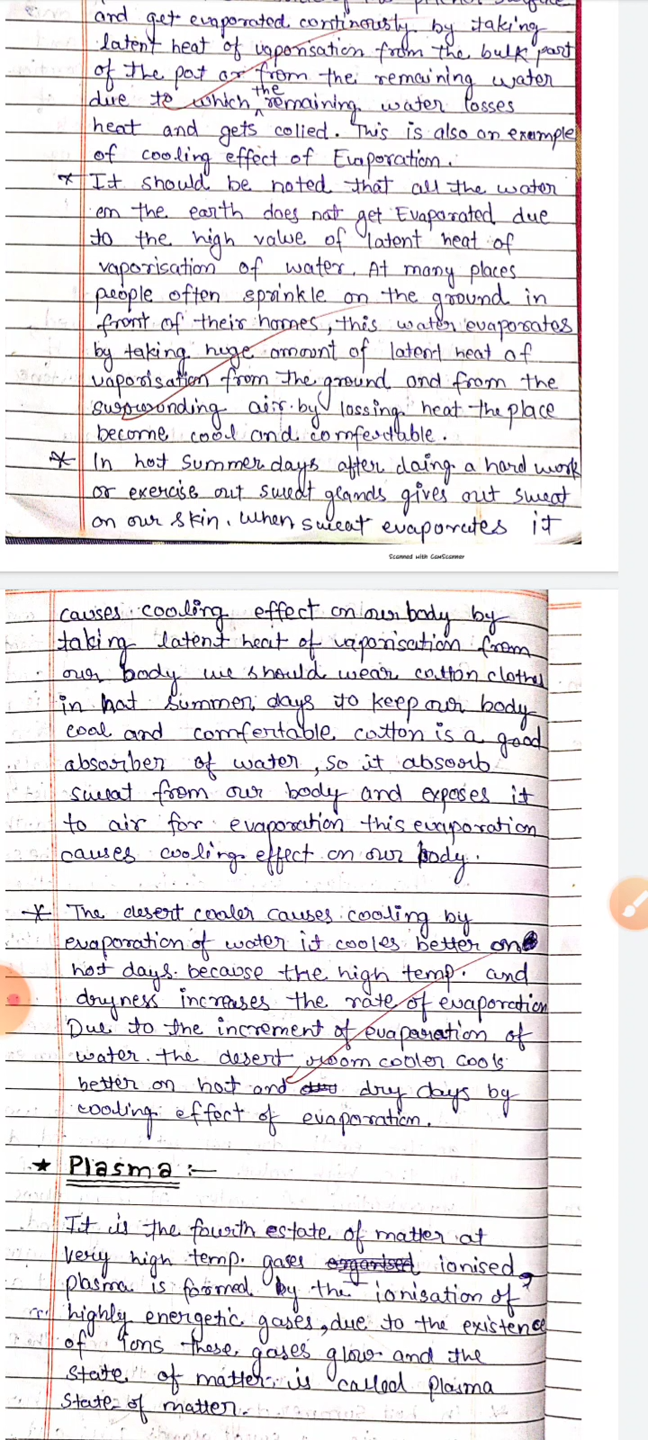 and get evaporated continously by taking
latent heat of vaporisation from the bulk part
of the pot or from the remaining water
due to which the remaining water losses
heat and gets colied. This is also an example
of cooling effect of Evaporation.
* It should be noted that all the water
on the earth does not get Evaporated due
to the high value of latent heat of
vaporisation of water. At many places
people often sprinkle on the ground in
front of their homes, this water evaporates
by taking huge amount of latent heat of
vaporisation from the ground and from the
surrounding air. by lossing heat the place
become cool and comfertable.
* In hot summer days after doing a hard work
or exercise out sweat glands gives out sweat
on our skin. When sweat evaporates it
Scanned with CamScanner
causes cooling effect on our body by
taking latent heat of vaporisation from
our body we should wear cotton clothes
in hot summer days to keep our body
cool and comfertable. cotton is a good
absorber of water, so it absoorb
sweat from our body and exposes it
to air for evaporation this evaporation
causes cooling effect on our body.
* The desert cooler causes cooling by
evaporation of water it cooles better on
hot days. because the high temp. and
dryness increases the rate of evaporation
Due to the increment of evaparation of
water. the desert room cooler cools
better on hot and dry days by
cooling effect of evaporation.
* Plasma :-
It is the fourth estate of matter at
very high temp. gases ionised,
plasma is formed by the ionisation of
highly energetic gases, due to the existence
of Ions these gases glow and the
state of matter is called plasma
state of matter.